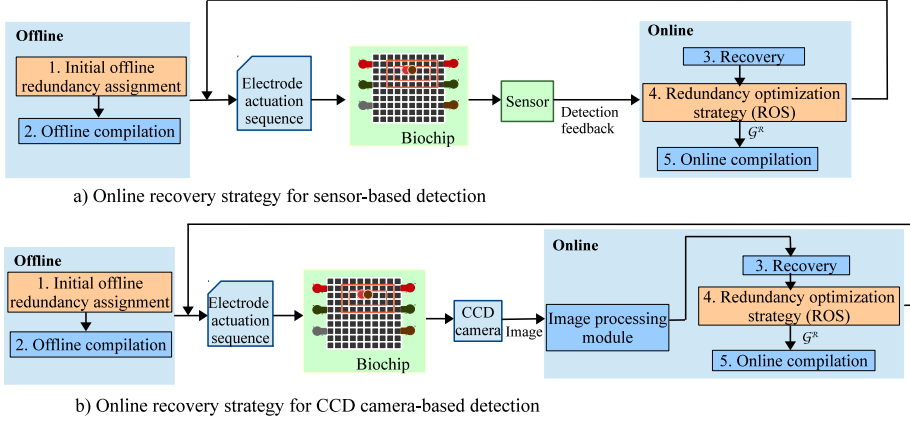 Offline
1. Initial offline
redundancy assignment
2. Offline compilation
Electrode
actuation
sequence
Biochip
Sensor
Detection
feedback
Online
3. Recovery
4. Redundancy optimization
strategy (ROS)
𝒢ᴿ
5. Online compilation
a) Online recovery strategy for sensor-based detection
Offline
1. Initial offline
redundancy assignment
2. Offline compilation
Electrode
actuation
sequence
Biochip
CCD
camera
Image
Online
Image processing
module
3. Recovery
4. Redundancy optimization
strategy (ROS)
𝒢ᴿ
5. Online compilation
b) Online recovery strategy for CCD camera-based detection